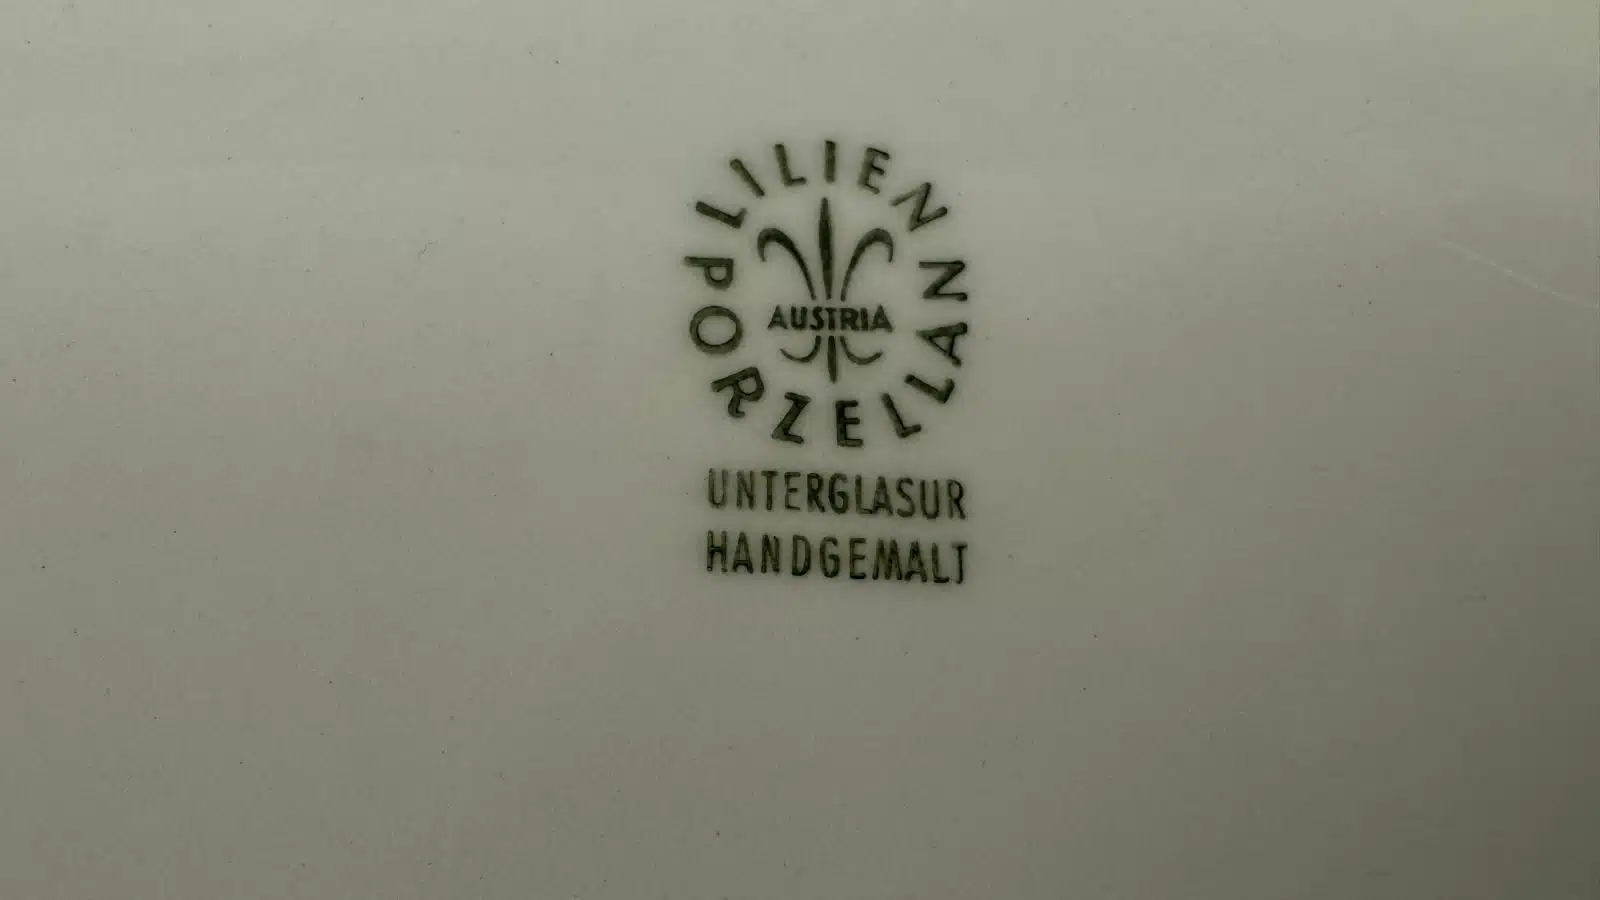 LILIEN
PORZELLAN
AUSTRIA
UNTERGLASUR
HANDGEMALT